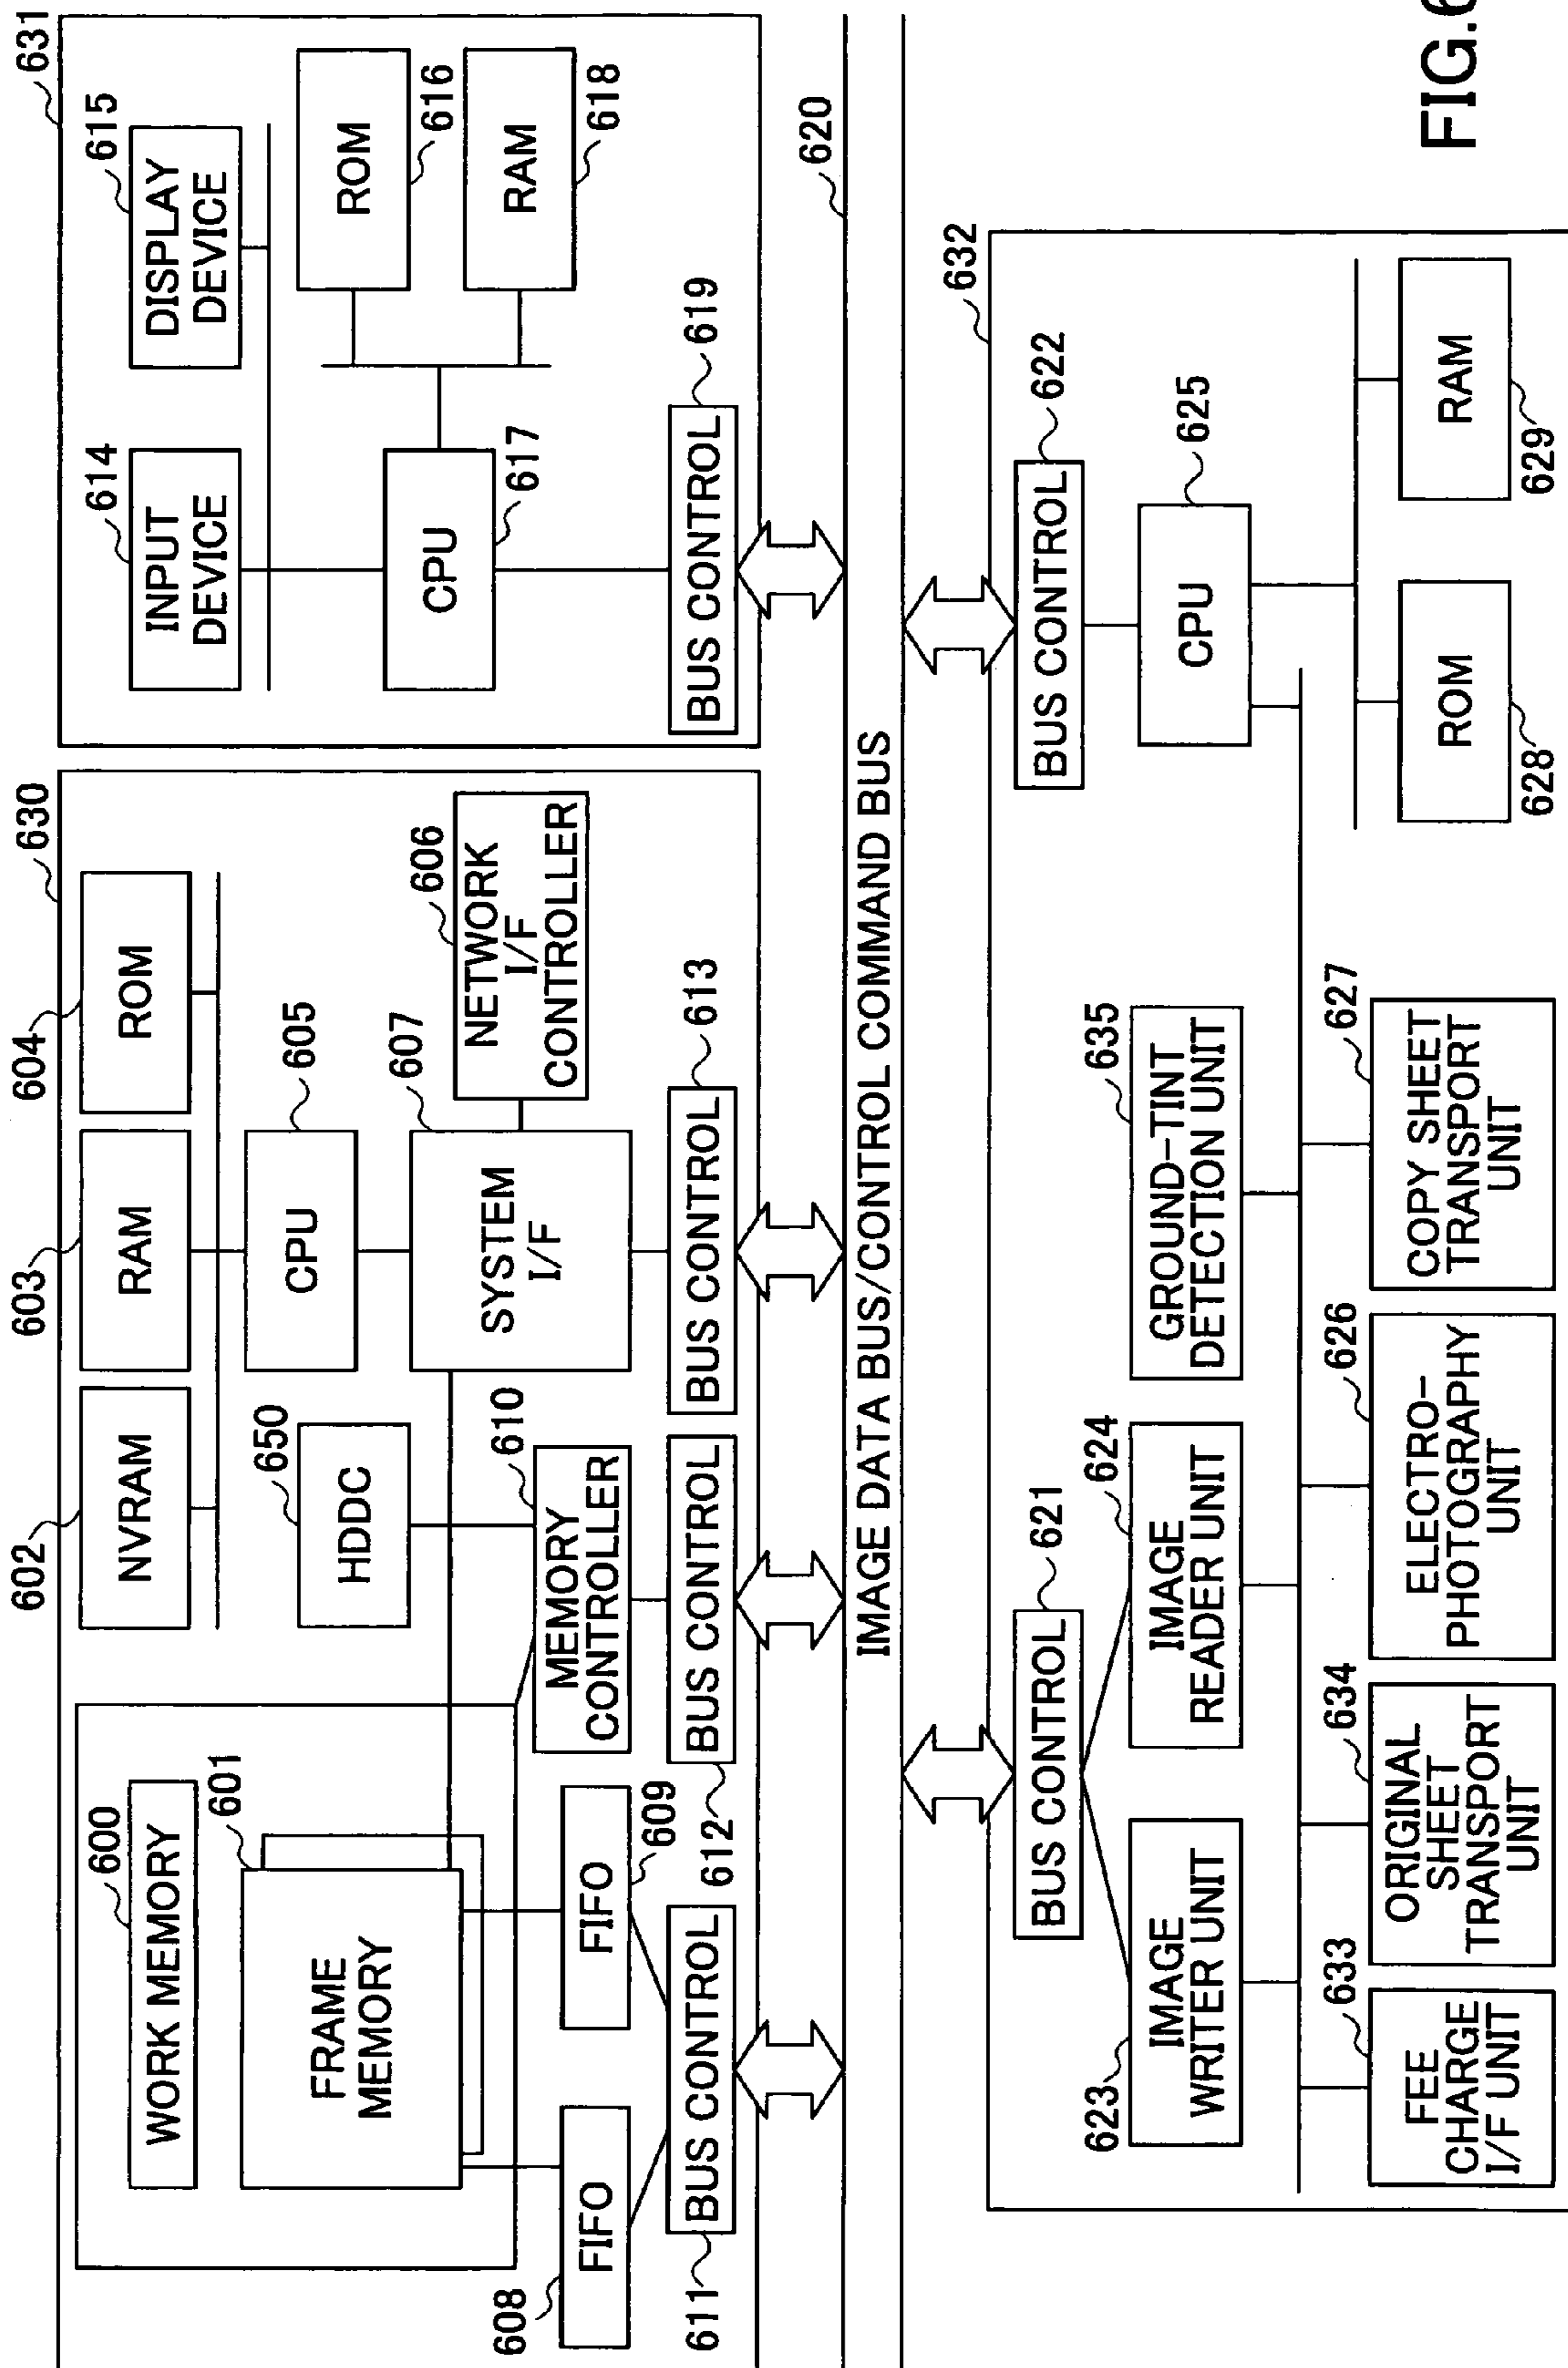 602
603
604
630
NVRAM
RAM
ROM
600
WORK MEMORY
601
FRAME
MEMORY
650
HDDC
CPU
605
607
SYSTEM
I/F
606
NETWORK
I/F
CONTROLLER
610
MEMORY
CONTROLLER
608
FIFO
FIFO
609
611
BUS CONTROL
612
BUS CONTROL
BUS CONTROL
613
631
614
INPUT
DEVICE
615
DISPLAY
DEVICE
ROM
616
RAM
618
CPU
617
BUS CONTROL
619
620
IMAGE DATA BUS/CONTROL COMMAND BUS
632
BUS CONTROL
621
BUS CONTROL
622
623
IMAGE
WRITER UNIT
IMAGE
READER UNIT
624
GROUND-TINT
DETECTION UNIT
635
CPU
625
633
FEE
CHARGE
I/F UNIT
634
ORIGINAL
SHEET
TRANSPORT
UNIT
626
ELECTRO-
PHOTOGRAPHY
UNIT
627
COPY SHEET
TRANSPORT
UNIT
ROM
628
RAM
629
FIG.6